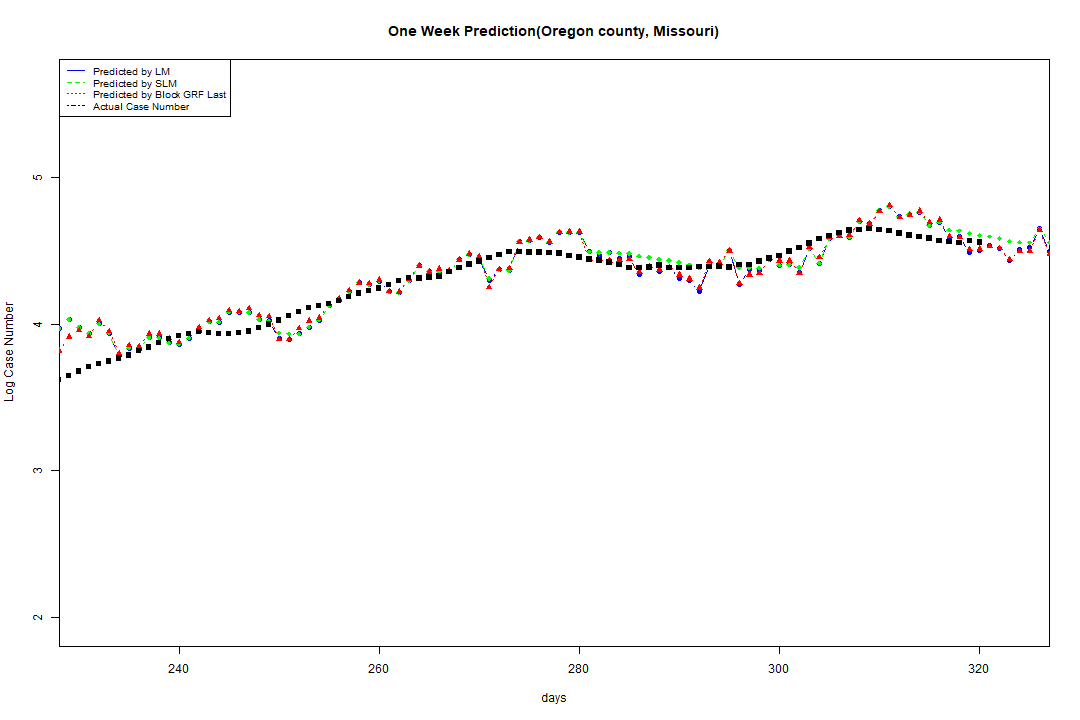 One Week Prediction(Oregon county, Missouri)
Predicted by LM
Predicted by SLM
Predicted by Block GRF Last
Actual Case Number
5
4
3
2
Log Case Number
240 260 280 300 320
days